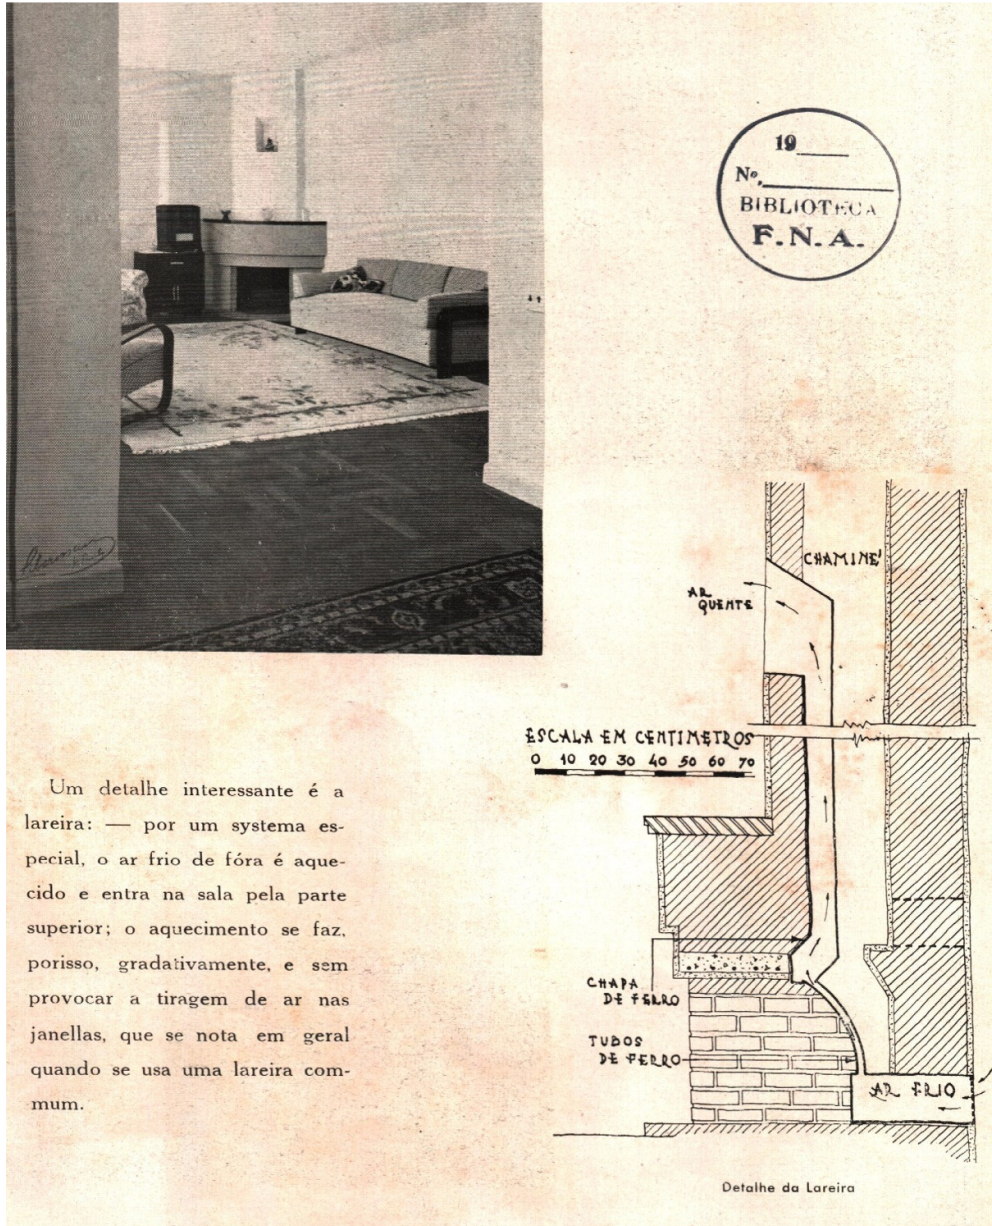 19
Nº.
BIBLIOTECA
F. N. A.
CHAMINE'
AR
QUENTE
ESCALA EM CENTIMETROS
0 10 20 30 40 50 60 70
Um detalhe interessante é a
lareira: — por um systema es-
pecial, o ar frio de fóra é aque-
cido e entra na sala pela parte
superior; o aquecimento se faz,
porisso, gradativamente, e sem
provocar a tiragem de ar nas
janellas, que se nota em geral
quando se usa uma lareira com-
mum.
CHAPA
DE FERRO
TUBOS
DE FERRO
AR FRIO
Detalhe da Lareira